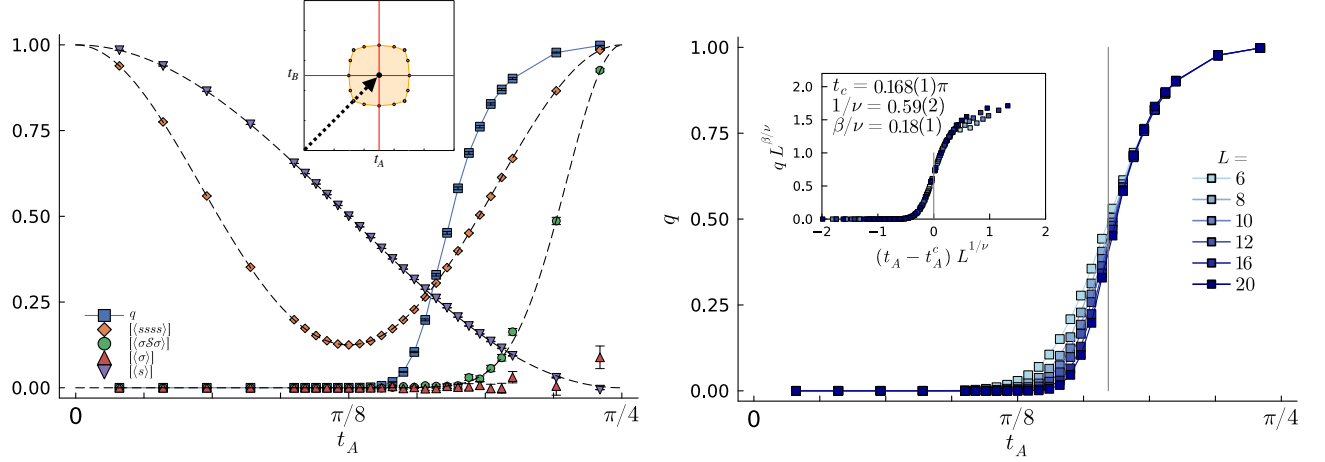 1.00
0.75
0.50
0.25
0.00
0
π/8
π/4
t_A
q
[⟨ssss⟩]
[⟨σSσ⟩]
[⟨σ⟩]
[⟨s⟩]
t_B
t_A
q
1.00
0.75
0.50
0.25
0.00
0
π/8
π/4
t_A
q L^{β/ν}
2.0
1.5
1.0
0.5
0.0
−2
−1
0
1
2
(t_A − t_A^c) L^{1/ν}
t_c = 0.168(1)π
1/ν = 0.59(2)
β/ν = 0.18(1)
L =
6
8
10
12
16
20